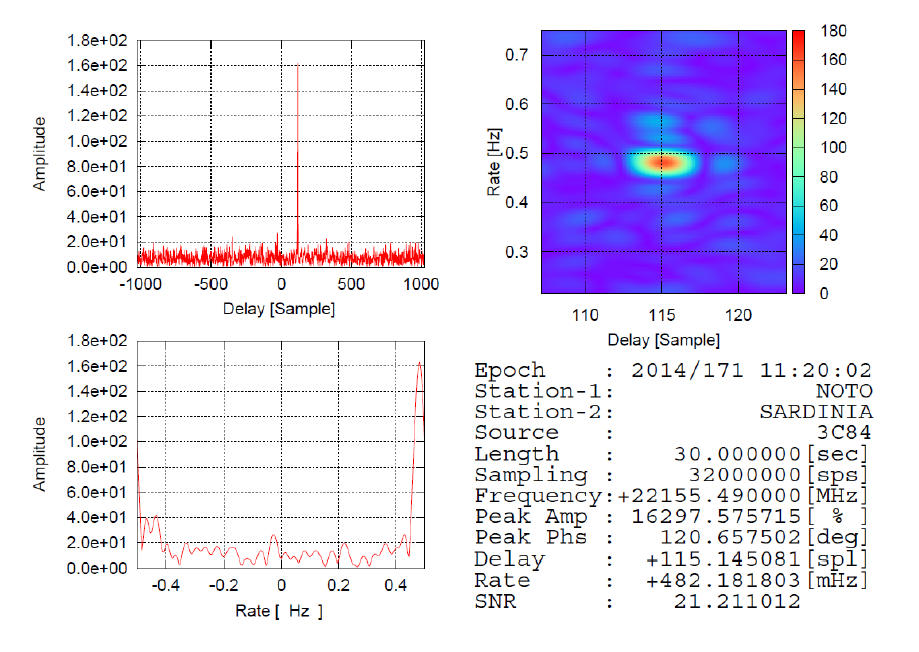 1.8e+02
1.6e+02
1.4e+02
1.2e+02
1.0e+02
8.0e+01
6.0e+01
4.0e+01
2.0e+01
0.0e+00
Amplitude
-1000 -500 0 500 1000
Delay [Sample]
0.7
0.6
0.5
0.4
0.3
Rate [Hz]
110 115 120
Delay [Sample]
180
160
140
120
100
80
60
40
20
0
1.8e+02
1.6e+02
1.4e+02
1.2e+02
1.0e+02
8.0e+01
6.0e+01
4.0e+01
2.0e+01
0.0e+00
Amplitude
-0.4 -0.2 0 0.2 0.4
Rate [ Hz ]
Epoch : 2014/171 11:20:02
Station-1: NOTO
Station-2: SARDINIA
Source : 3C84
Length : 30.000000[sec]
Sampling : 32000000[sps]
Frequency:+22155.490000[MHz]
Peak Amp : 16297.575715[ % ]
Peak Phs : 120.657502[deg]
Delay : +115.145081[spl]
Rate : +482.181803[mHz]
SNR : 21.211012